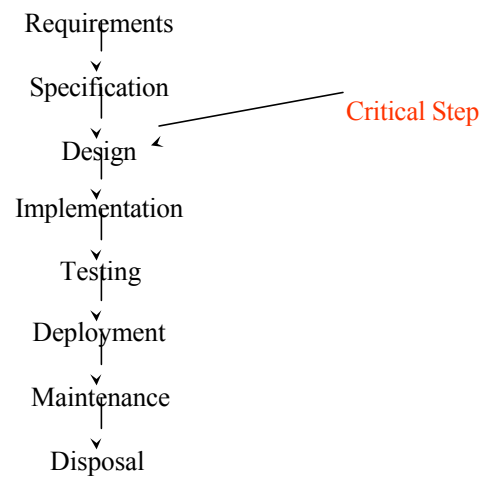 Requirements
Specification
Critical Step
Design
Implementation
Testing
Deployment
Maintenance
Disposal